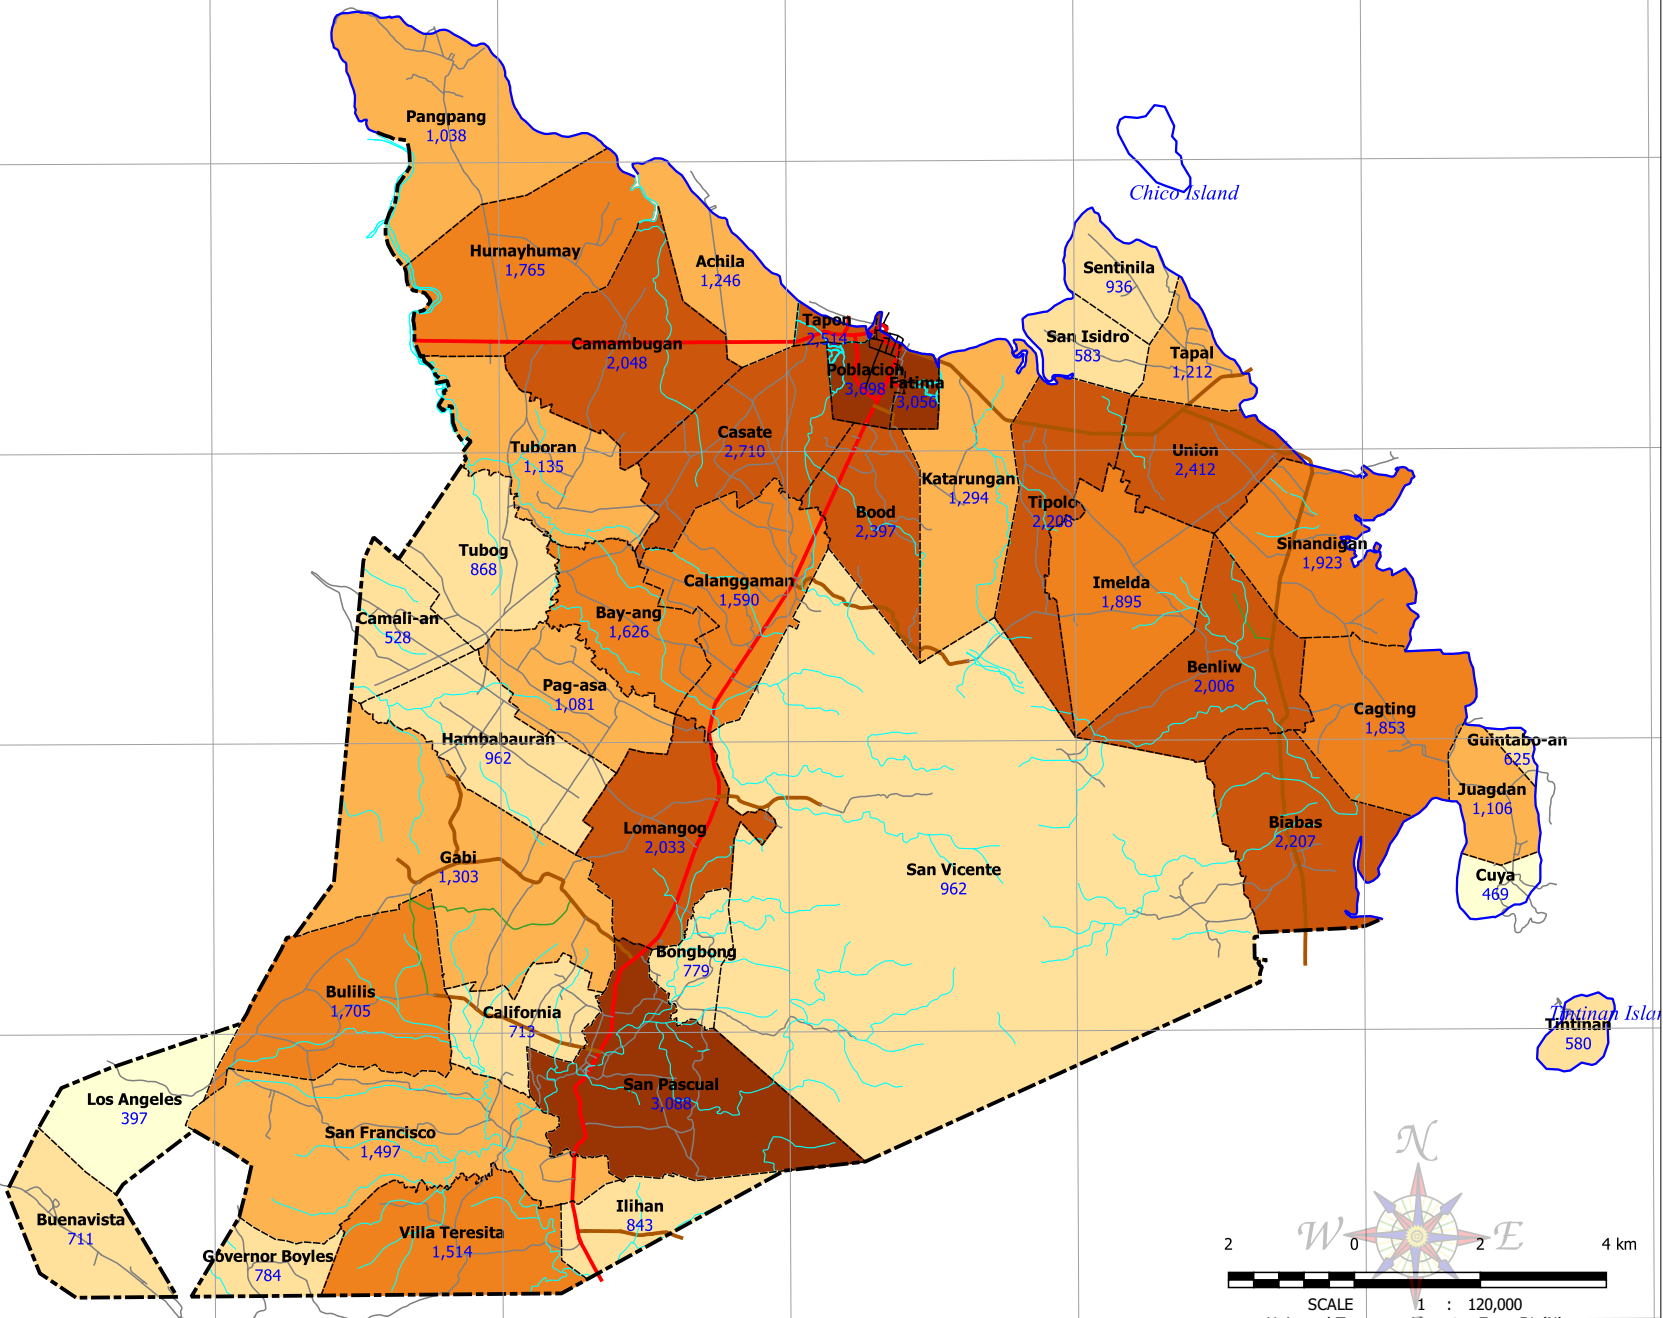 Pangpang
1,038
Chico Island
Humayhumay
1,765
Achila
1,246
Sentinila
936
Tapon
2,514
San Isidro
583
Camambugan
2,048
Tapal
1,212
Poblacion
3,698
Fatima
3,056
Casate
2,710
Tuboran
1,135
Union
2,412
Katarungan
1,294
Tipolo
2,208
Bood
2,397
Sinandigan
1,923
Tubog
868
Calanggaman
1,590
Imelda
1,895
Camali-an
528
Bay-ang
1,626
Benliw
2,006
Pag-asa
1,081
Cagting
1,853
Hambabauran
962
Guintabo-an
625
Juagdan
1,106
Lomangog
2,033
Biabas
2,207
Gabi
1,303
San Vicente
962
Cuya
469
Bongbong
779
Bulilis
1,705
California
713
Tintinan Islan
Tintinan
580
San Pascual
3,088
Los Angeles
397
San Francisco
1,497
N
Ilihan
843
Buenavista
711
Villa Teresita
1,514
W
E
Governor Boyles
784
2 0 2 4 km
SCALE 1 : 120,000